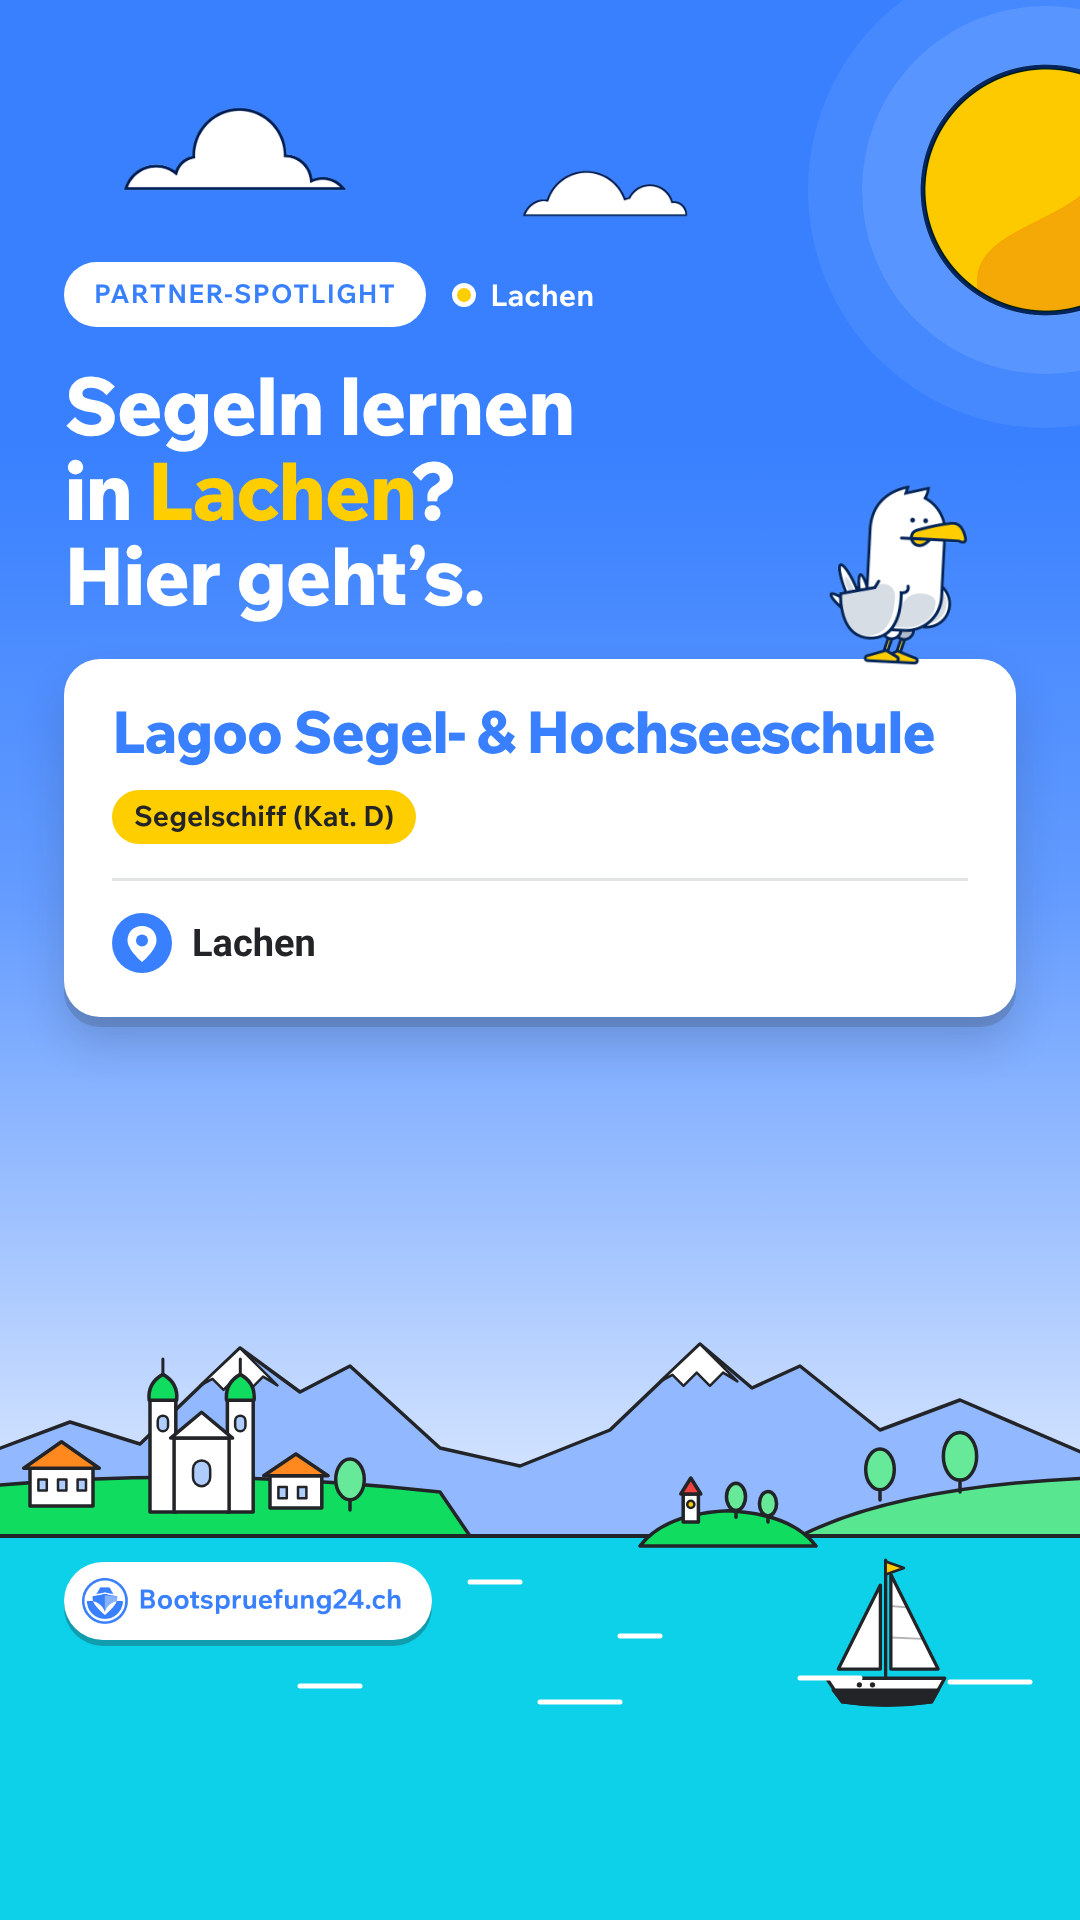 PARTNER-SPOTLIGHT
Lachen
Segeln lernen
in Lachen?
Hier geht’s.
Lagoo Segel- & Hochseeschule
Segelschiff (Kat. D)
Lachen
Bootspruefung24.ch